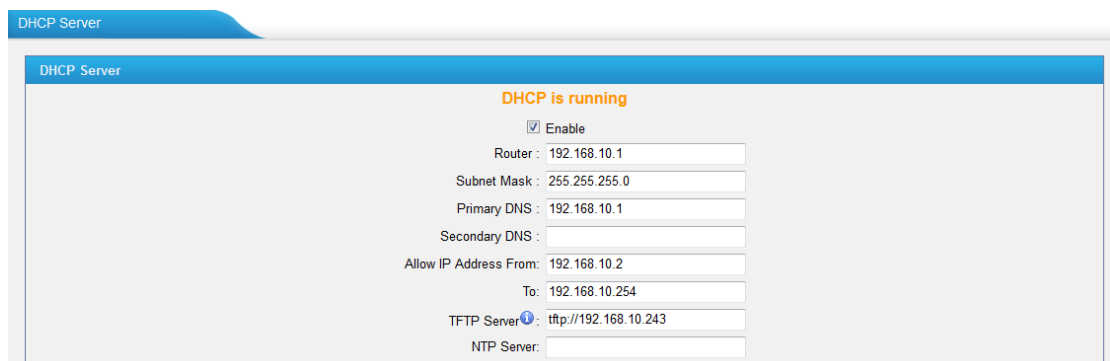 DHCP Server
DHCP Server
DHCP is running
Enable
Router : 192.168.10.1
Subnet Mask : 255.255.255.0
Primary DNS : 192.168.10.1
Secondary DNS :
Allow IP Address From: 192.168.10.2
To: 192.168.10.254
TFTP Server i : tftp://192.168.10.243
NTP Server: